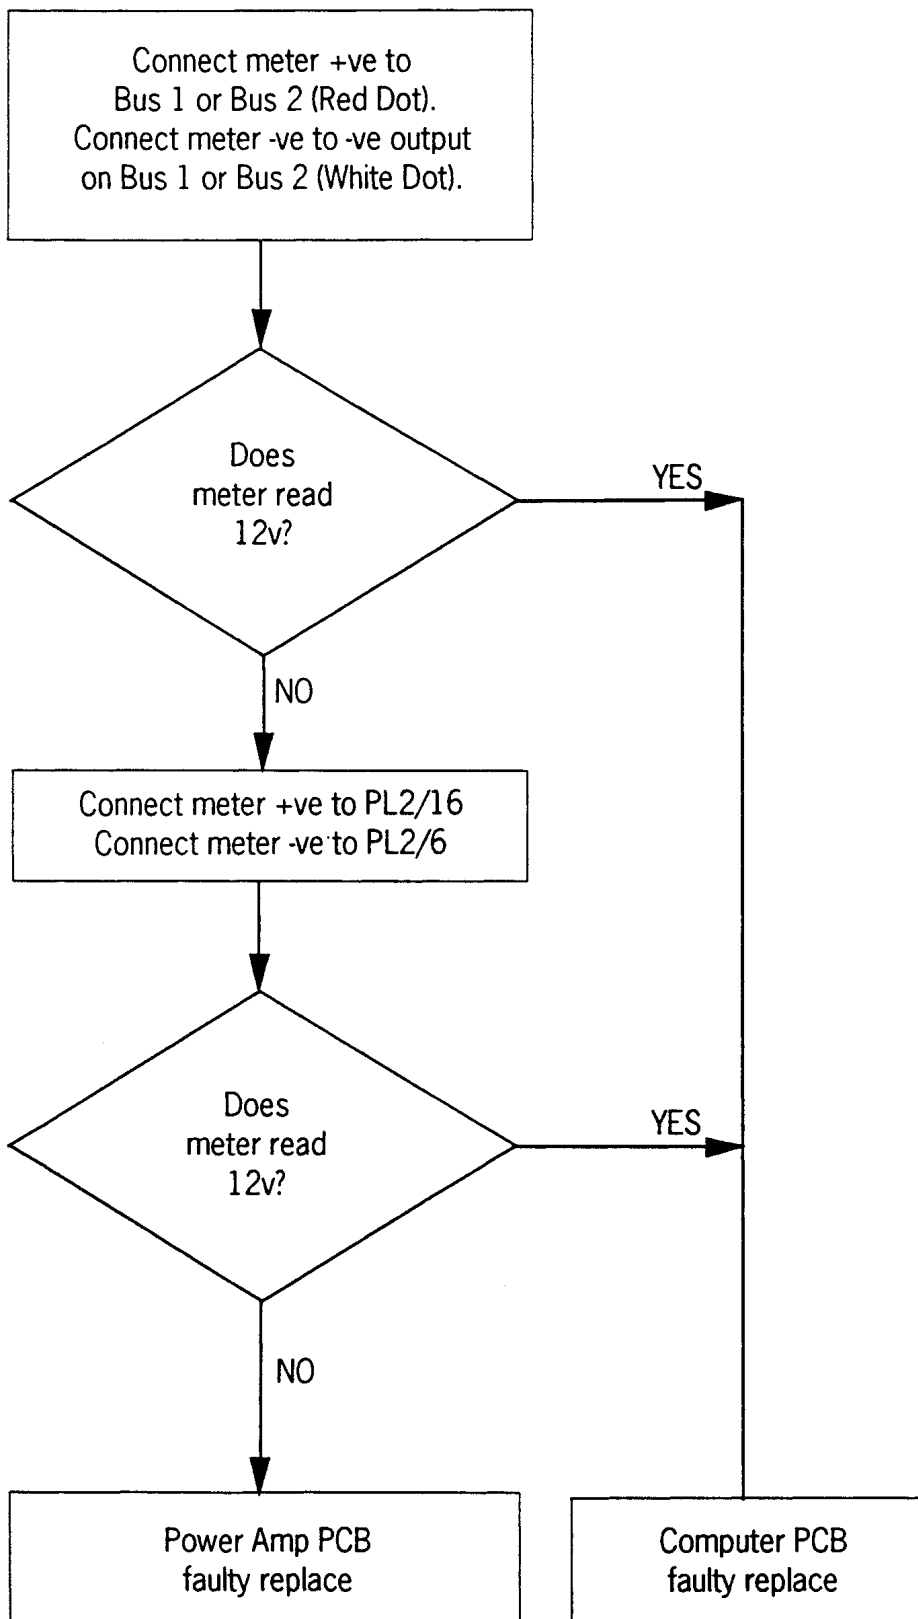 Connect meter +ve to
Bus 1 or Bus 2 (Red Dot).
Connect meter -ve to -ve output
on Bus 1 or Bus 2 (White Dot).
Does
meter read
12v?
YES
NO
Connect meter +ve to PL2/16
Connect meter -ve to PL2/6
Does
meter read
12v?
YES
NO
Power Amp PCB
faulty replace
Computer PCB
faulty replace